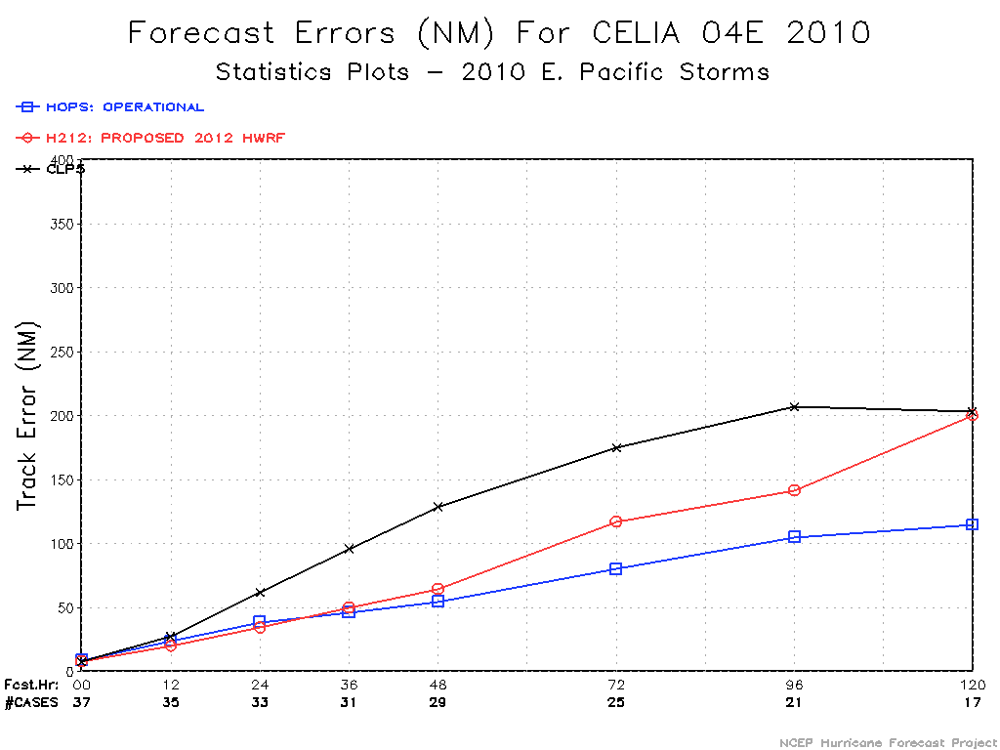 Forecast Errors (NM) For CELIA 04E 2010
Statistics Plots - 2010 E. Pacific Storms
HOPS: OPERATIONAL
H212: PROPOSED 2012 HWRF
CLP5
400
350
300
250
200
150
100
50
0
Track Error (NM)
Fcst.Hr: 00 12 24 36 48 72 96 120
#CASES 37 35 33 31 29 25 21 17
NCEP Hurricane Forecast Project